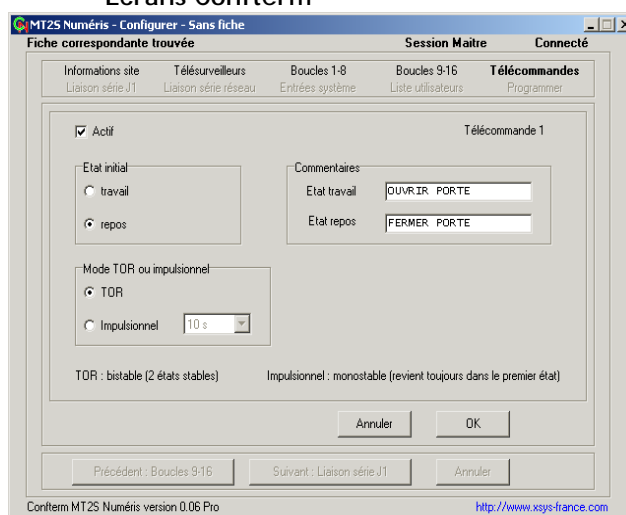 Ecrans Confterm
MT2S Numéris - Configurer - Sans fiche
Fiche correspondante trouvée Session Maitre Connecté
Informations site Télésurveilleurs Boucles 1-8 Boucles 9-16 Télécommandes
Liaison série J1 Liaison série réseau Entrées système Liste utilisateurs Programmer
Actif Télécommande 1
Etat initial Commentaires
travail Etat travail OUVRIR PORTE
repos Etat repos FERMER PORTE
Mode TOR ou impulsionnel
TOR
Impulsionnel 10 s
TOR : bistable (2 états stables) Impulsionnel : monostable (revient toujours dans le premier état)
Annuler OK
Précédent : Boucles 9-16 Suivant : Liaison série J1 Annuler
Confterm MT2S Numéris version 0.06 Pro http://www.xsys-france.com